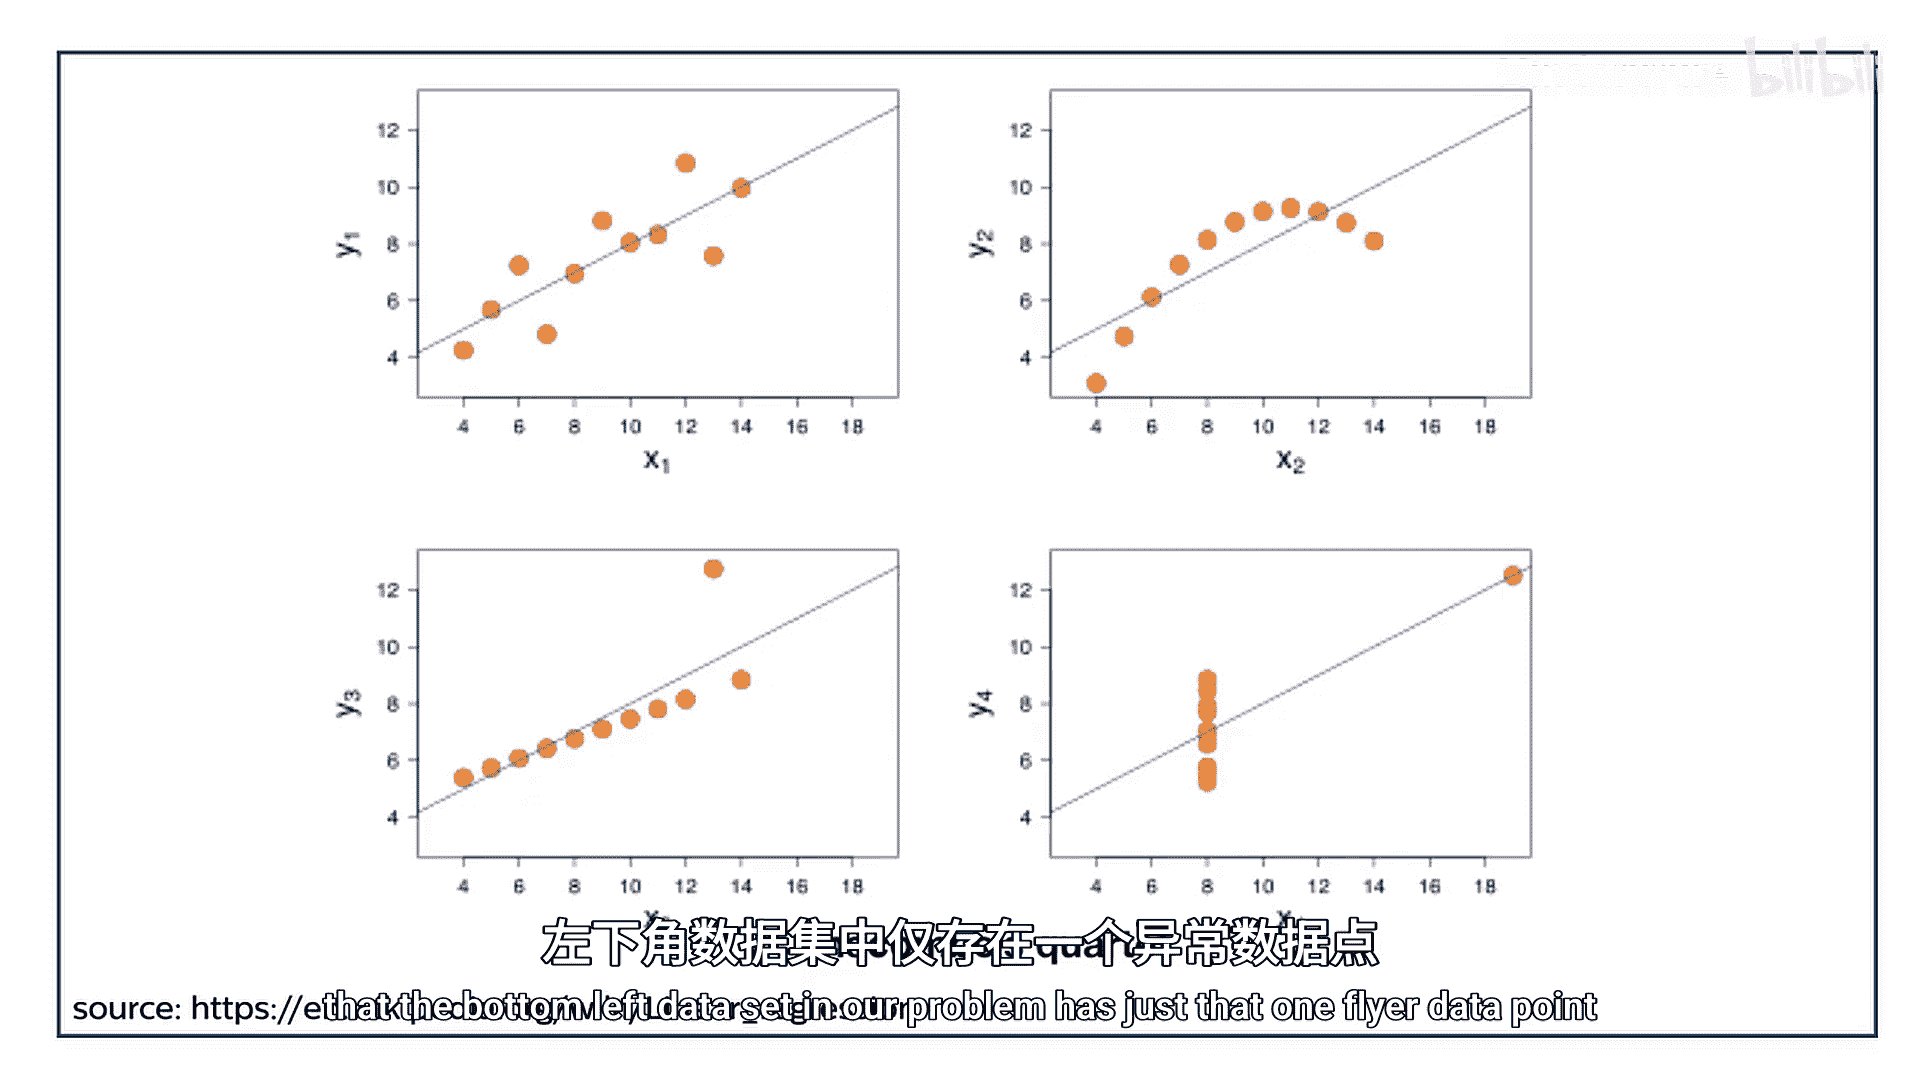 bilibili
12
10
8
6
4
y1
4 6 8 10 12 14 16 18
x1
12
10
8
6
4
y2
4 6 8 10 12 14 16 18
x2
12
10
8
6
4
y3
4 6 8 10 12 14 16 18
12
10
8
6
4
y4
4 6 8 10 12 14 16 18
左下角数据集中仅存在一个异常数据点
source: https://e
that the bottom left data set in our problem has just that one flyer data point